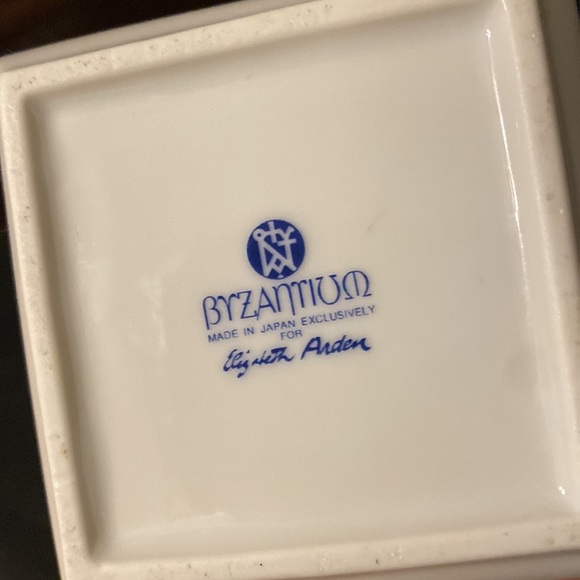 BYZANTIUM
MADE IN JAPAN EXCLUSIVELY
FOR
Elizabeth Arden